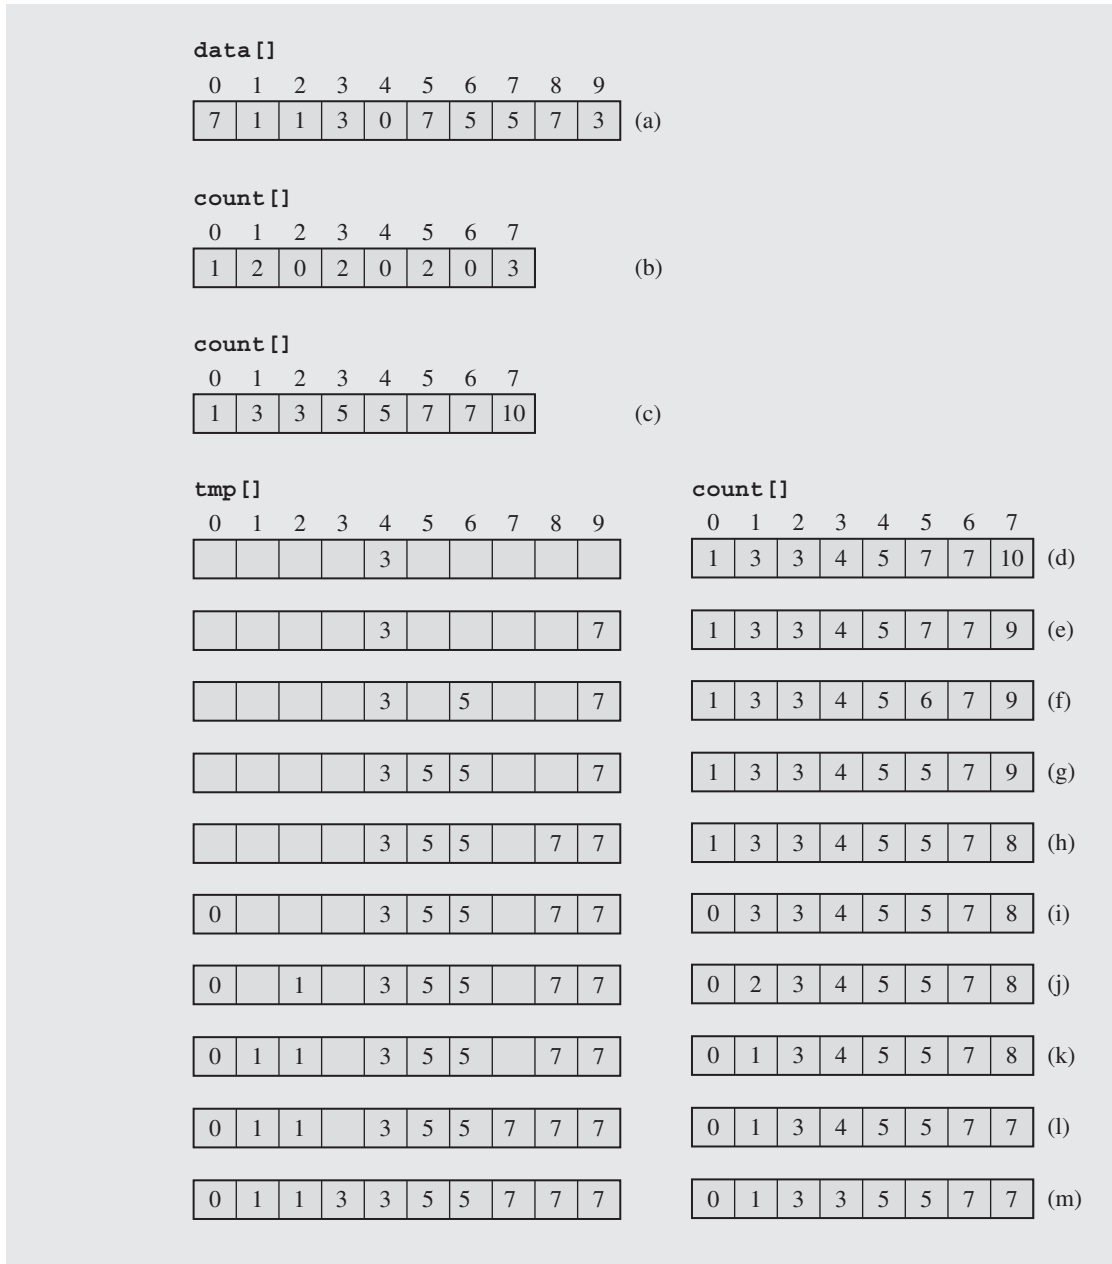 data[]
0 1 2 3 4 5 6 7 8 9
7 1 1 3 0 7 5 5 7 3 (a)
count[]
0 1 2 3 4 5 6 7
1 2 0 2 0 2 0 3 (b)
count[]
0 1 2 3 4 5 6 7
1 3 3 5 5 7 7 10 (c)
tmp[] count[]
0 1 2 3 4 5 6 7 8 9 0 1 2 3 4 5 6 7
3 1 3 3 4 5 7 7 10 (d)
3 7 1 3 3 4 5 7 7 9 (e)
3 5 7 1 3 3 4 5 6 7 9 (f)
3 5 5 7 1 3 3 4 5 5 7 9 (g)
3 5 5 7 7 1 3 3 4 5 5 7 8 (h)
0 3 5 5 7 7 0 3 3 4 5 5 7 8 (i)
0 1 3 5 5 7 7 0 2 3 4 5 5 7 8 (j)
0 1 1 3 5 5 7 7 0 1 3 4 5 5 7 8 (k)
0 1 1 3 5 5 7 7 7 0 1 3 4 5 5 7 7 (l)
0 1 1 3 3 5 5 7 7 7 0 1 3 3 5 5 7 7 (m)